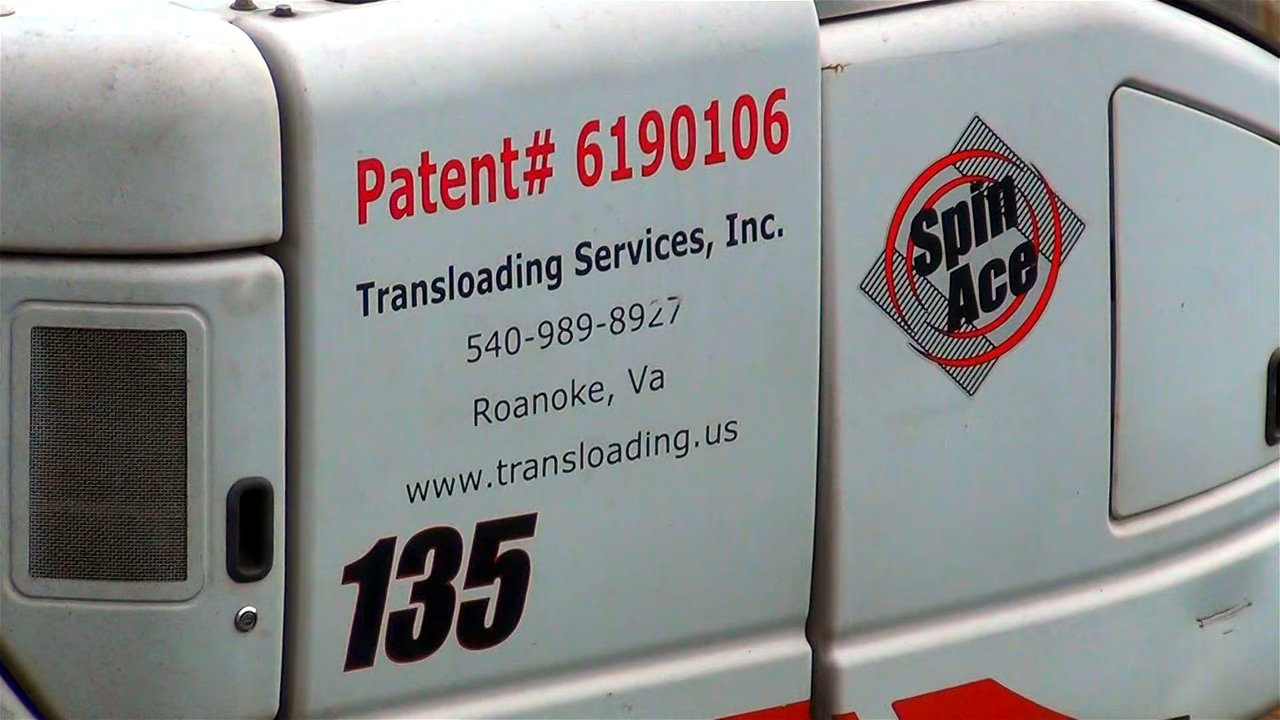 Patent# 6190106
Transloading Services, Inc.
540-989-8927
Roanoke, Va
www.transloading.us
135
Spin
Ace